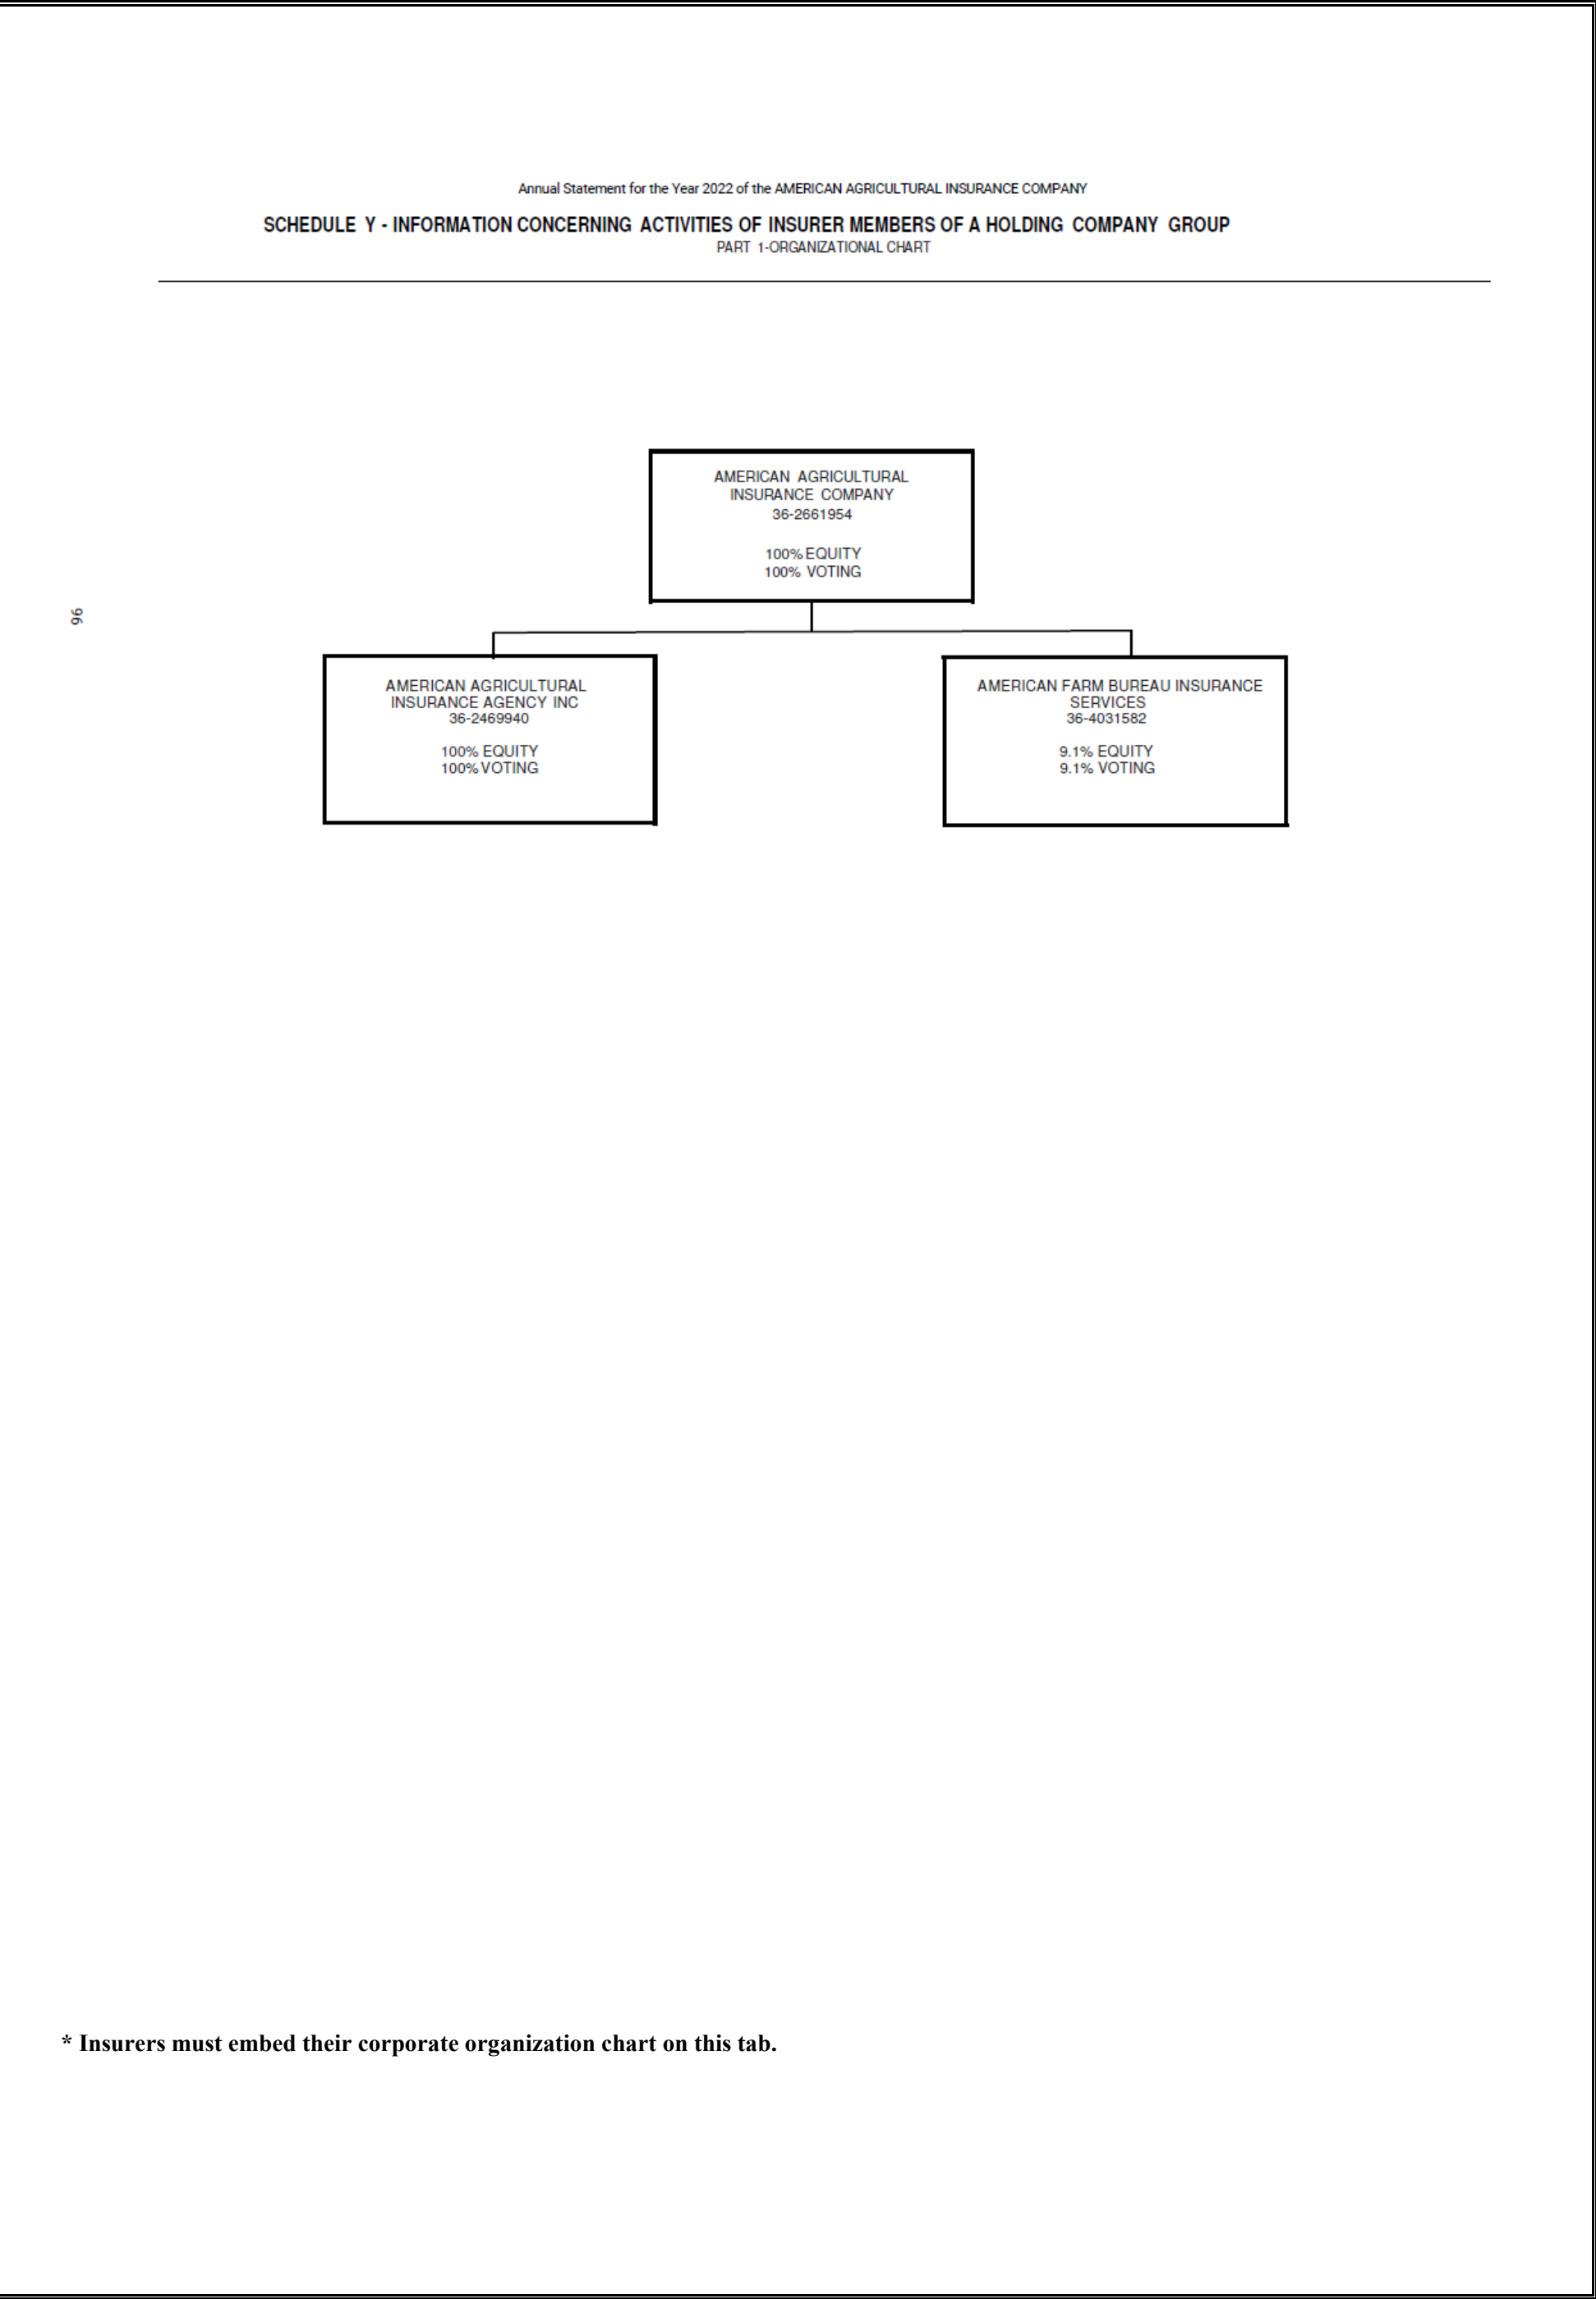 Annual Statement for the Year 2022 of the AMERICAN AGRICULTURAL INSURANCE COMPANY
SCHEDULE Y - INFORMATION CONCERNING ACTIVITIES OF INSURER MEMBERS OF A HOLDING COMPANY GROUP
PART 1-ORGANIZATIONAL CHART
AMERICAN AGRICULTURAL
INSURANCE COMPANY
36-2661954
100% EQUITY
100% VOTING
96
AMERICAN AGRICULTURAL
INSURANCE AGENCY INC
36-2469940
100% EQUITY
100% VOTING
AMERICAN FARM BUREAU INSURANCE
SERVICES
36-4031582
9.1% EQUITY
9.1% VOTING
* Insurers must embed their corporate organization chart on this tab.